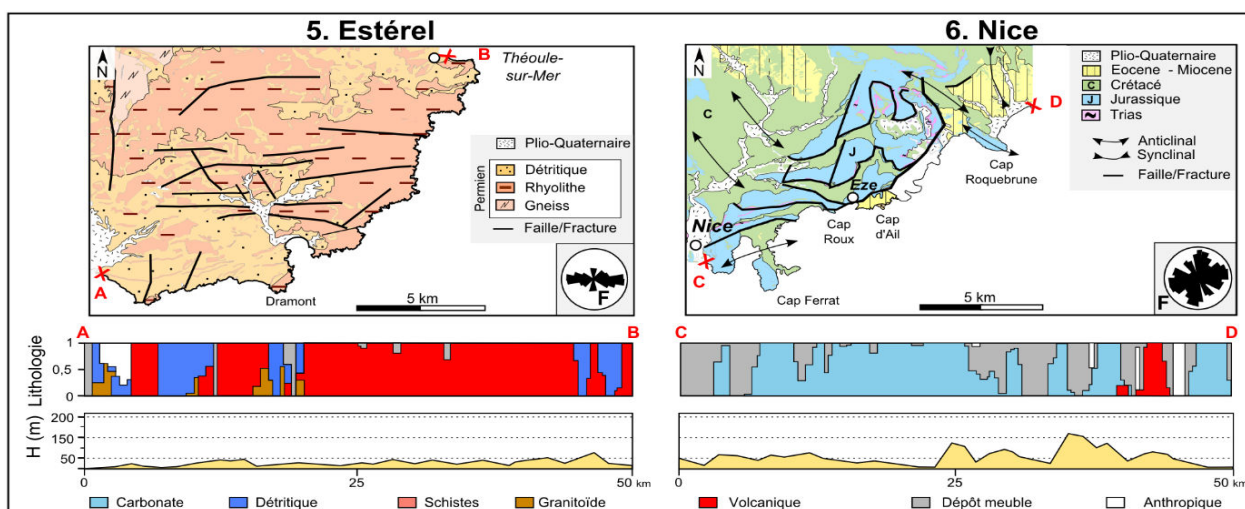 5. Estérel
6. Nice
N
B
Théoule-
sur-Mer
Plio-Quaternaire
Permien
Détritique
Rhyolithe
Gneiss
Faille/Fracture
A
Dramont
5 km
F
N
Plio-Quaternaire
Eocene - Miocene
C Crétacé
J Jurassique
Trias
Anticlinal
Synclinal
Faille/Fracture
C
D
J
Cap
Roquebrune
Eze
Cap
Roux
Cap
d'Ail
Nice
C
Cap Ferrat
5 km
F
A B
C D
Lithologie
1
0,5
0
H (m)
200
150
50
0 25 50 km
0 25 50 km
Carbonate Détritique Schistes Granitoïde Volcanique Dépôt meuble Anthropique